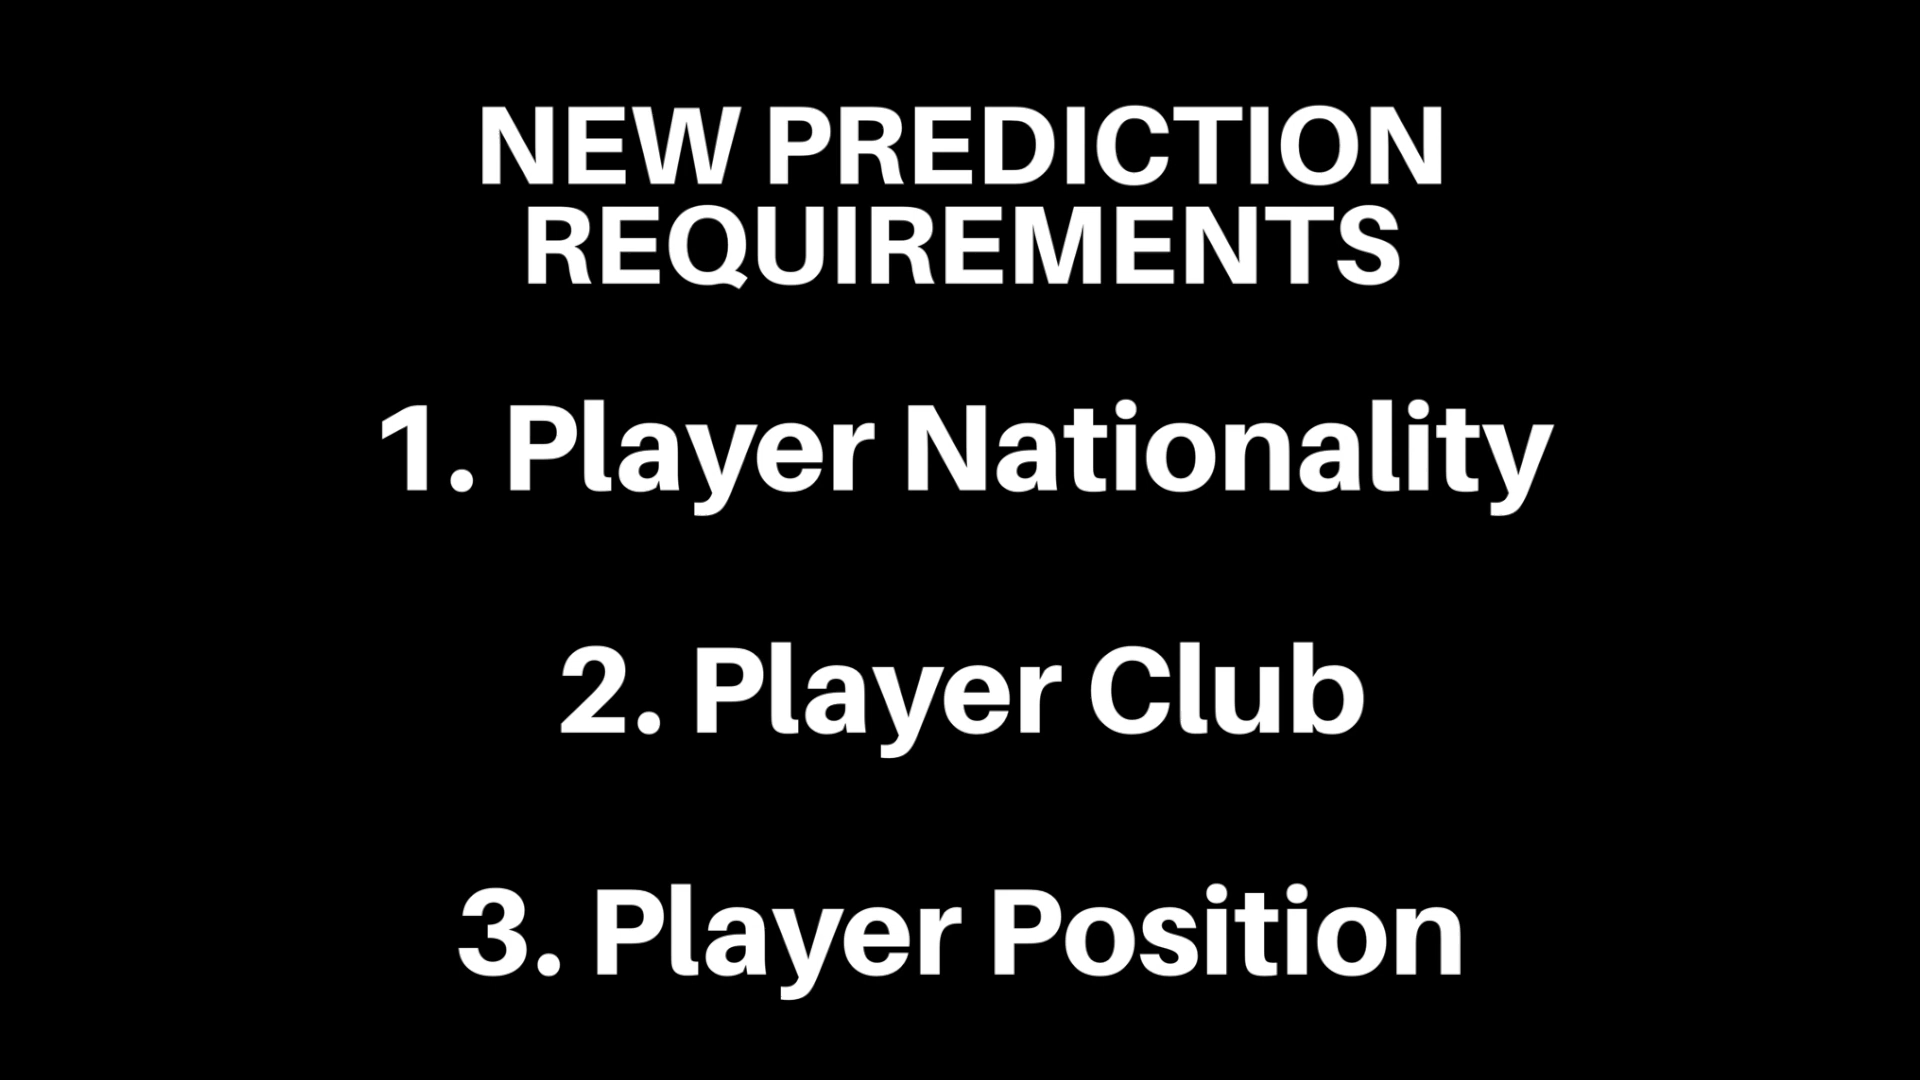 NEW PREDICTION
REQUIREMENTS
1. Player Nationality
2. Player Club
3. Player Position